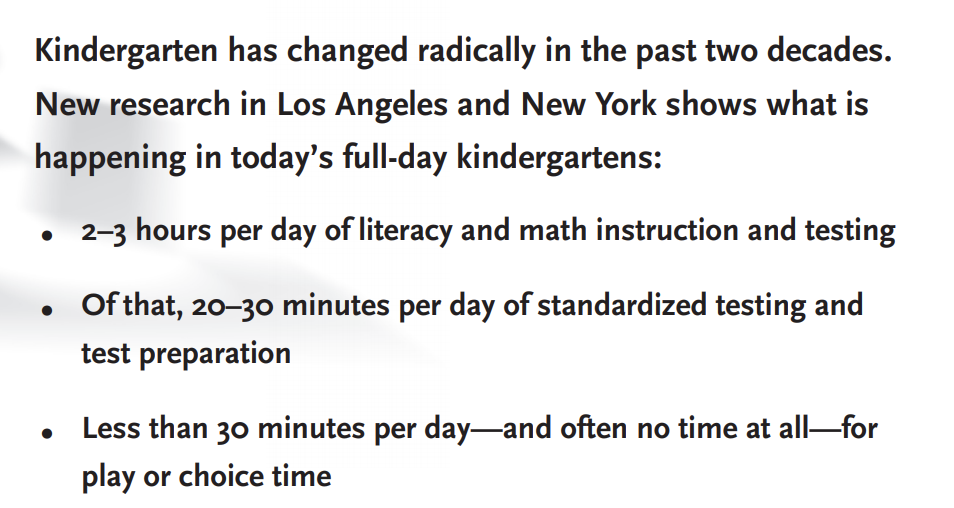 Kindergarten has changed radically in the past two decades.
New research in Los Angeles and New York shows what is
happening in today’s full-day kindergartens:
• 2–3 hours per day of literacy and math instruction and testing
• Of that, 20–30 minutes per day of standardized testing and
test preparation
• Less than 30 minutes per day—and often no time at all—for
play or choice time